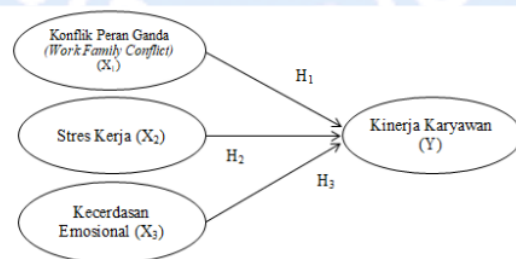 Konflik Peran Ganda
(Work Family Conflict)
(X₁)
H₁
Stres Kerja (X₂)
H₂
Kinerja Karyawan
(Y)
H₃
Kecerdasan
Emosional (X₃)